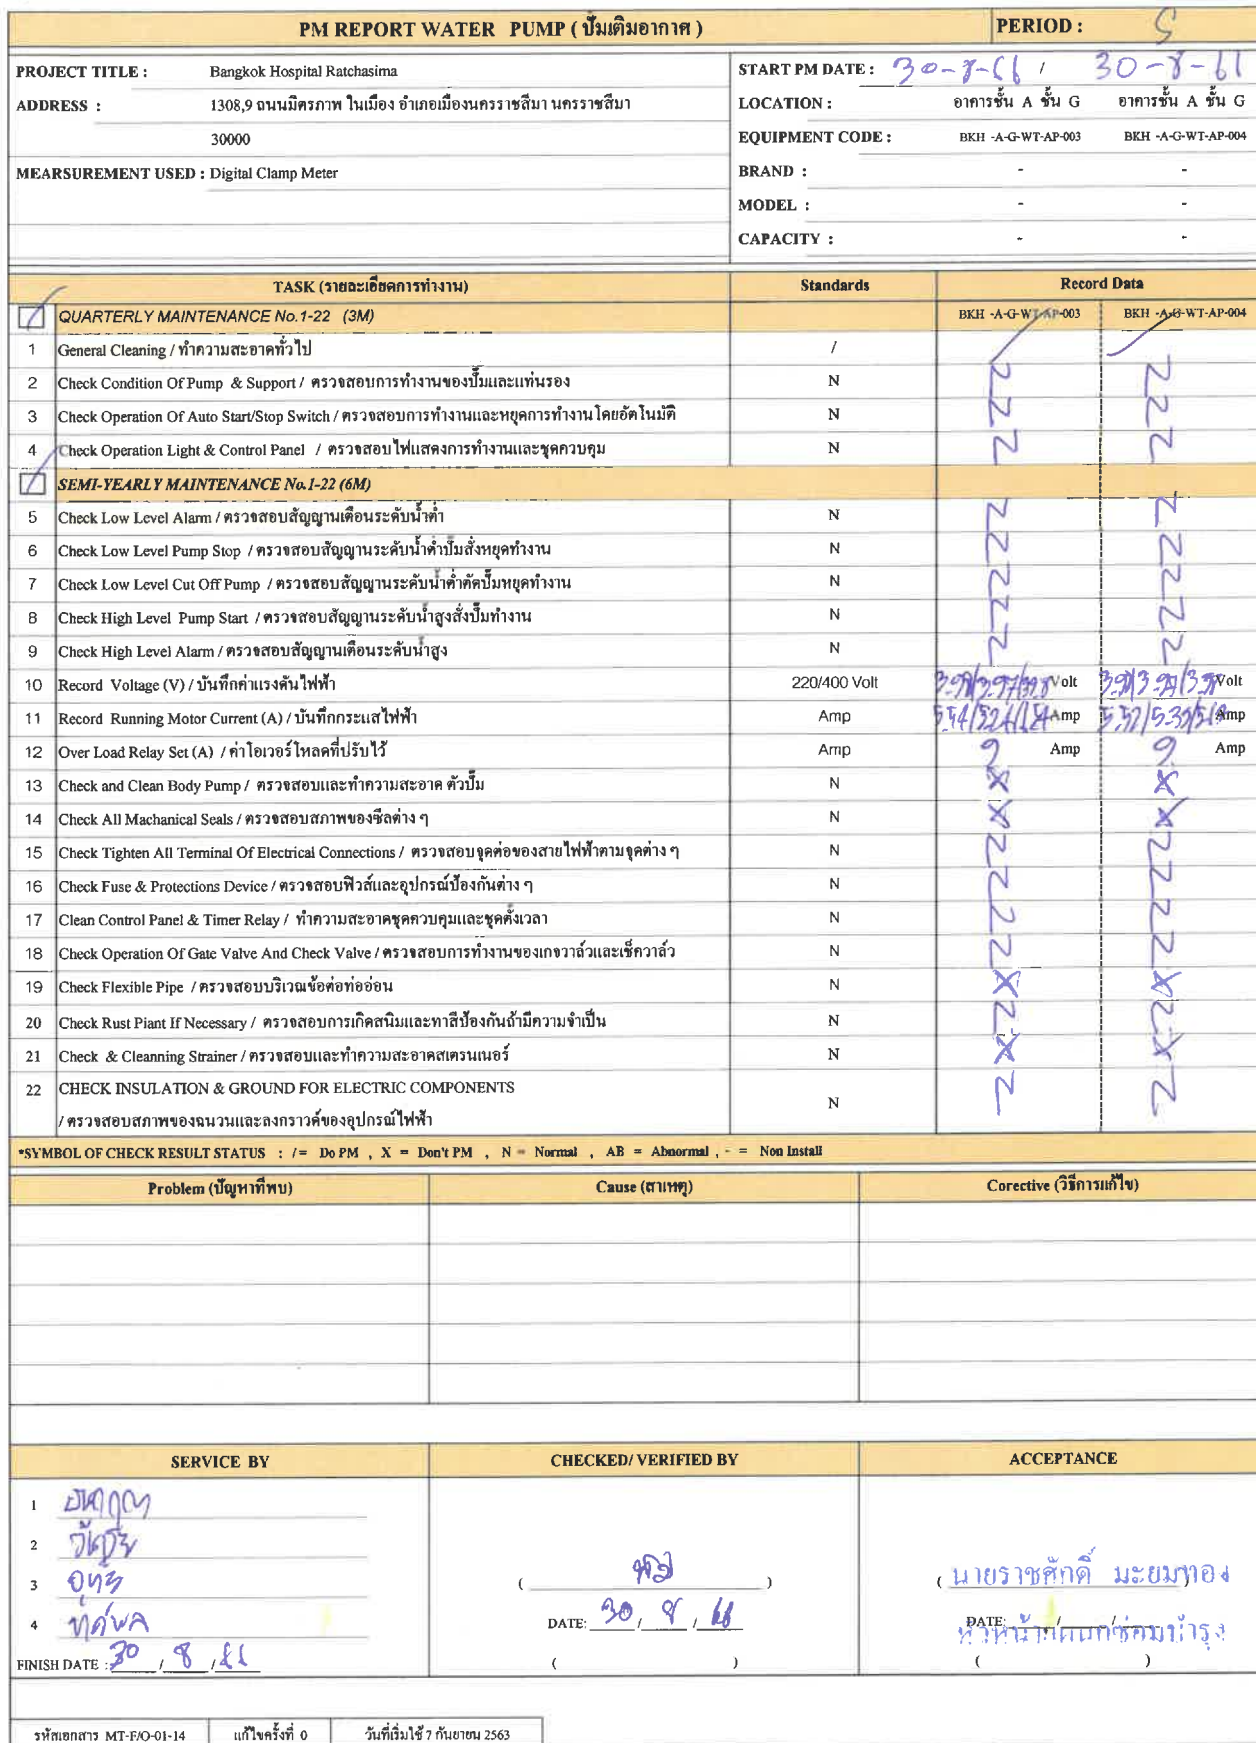 PM REPORT WATER PUMP ( ปั๊มเติมอากาศ ) PERIOD : S
PROJECT TITLE : Bangkok Hospital Ratchasima START PM DATE : 30-8-66 / 30-8-66
ADDRESS : 1308,9 ถนนมิตรภาพ ในเมือง อำเภอเมืองนครราชสีมา นครราชสีมา LOCATION : อาคารชั้น A ชั้น G อาคารชั้น A ชั้น G
30000 EQUIPMENT CODE : BKH -A-G-WT-AP-003 BKH -A-G-WT-AP-004
MEARSUREMENT USED : Digital Clamp Meter BRAND : - -
MODEL : - -
CAPACITY : - -
TASK (รายละเอียดการทำงาน) Standards Record Data
/ QUARTERLY MAINTENANCE No.1-22 (3M) BKH -A-G-WT-AP-003 BKH -A-G-WT-AP-004
1 General Cleaning / ทำความสะอาดทั่วไป / / /
2 Check Condition Of Pump & Support / ตรวจสอบการทำงานของปั๊มและแท่นรอง N N N
3 Check Operation Of Auto Start/Stop Switch / ตรวจสอบการทำงานและหยุดการทำงานโดยอัตโนมัติ N N N
4 Check Operation Light & Control Panel / ตรวจสอบไฟแสดงการทำงานและชุดควบคุม N N N
/ SEMI-YEARLY MAINTENANCE No.1-22 (6M)
5 Check Low Level Alarm / ตรวจสอบสัญญานเตือนระดับน้ำต่ำ N N N
6 Check Low Level Pump Stop / ตรวจสอบสัญญานระดับน้ำต่ำปั๊มสั่งหยุดทำงาน N N N
7 Check Low Level Cut Off Pump / ตรวจสอบสัญญานระดับน้ำต่ำตัดปั๊มหยุดทำงาน N N N
8 Check High Level Pump Start / ตรวจสอบสัญญานระดับน้ำสูงสั่งปั๊มทำงาน N N N
9 Check High Level Alarm / ตรวจสอบสัญญานเตือนระดับน้ำสูง N N N
10 Record Voltage (V) / บันทึกค่าแรงดันไฟฟ้า 220/400 Volt Volt Volt
11 Record Running Motor Current (A) / บันทึกกระแสไฟฟ้า Amp Amp Amp
12 Over Load Relay Set (A) / ค่าโอเวอร์โหลดที่ปรับไว้ Amp 9 Amp 9 Amp
13 Check and Clean Body Pump / ตรวจสอบและทำความสะอาด ตัวปั๊ม N X X
14 Check All Machanical Seals / ตรวจสอบสภาพของซีลต่าง ๆ N X X
15 Check Tighten All Terminal Of Electrical Connections / ตรวจสอบจุดต่อของสายไฟฟ้าตามจุดต่าง ๆ N N N
16 Check Fuse & Protections Device / ตรวจสอบฟิวส์และอุปกรณ์ป้องกันต่าง ๆ N N N
17 Clean Control Panel & Timer Relay / ทำความสะอาดชุดควบคุมและชุดตั้งเวลา N N N
18 Check Operation Of Gate Valve And Check Valve / ตรวจสอบการทำงานของเกจวาล์วและเช็ควาล์ว N N N
19 Check Flexible Pipe / ตรวจสอบบริเวณข้อต่อท่ออ่อน N X X
20 Check Rust Piant If Necessary / ตรวจสอบการเกิดสนิมและทาสีป้องกันถ้ามีความจำเป็น N N N
21 Check & Cleanning Strainer / ตรวจสอบและทำความสะอาดสเตรนเนอร์ N X X
22 CHECK INSULATION & GROUND FOR ELECTRIC COMPONENTS
/ ตรวจสอบสภาพของฉนวนและลงกราวด์ของอุปกรณ์ไฟฟ้า N N N
*SYMBOL OF CHECK RESULT STATUS : / = Do PM , X = Don't PM , N = Normal , AB = Abnormal , - = Non Install
Problem (ปัญหาที่พบ) Cause (สาเหตุ) Corective (วิธีการแก้ไข)
SERVICE BY CHECKED/ VERIFIED BY ACCEPTANCE
1
2
3
4 ทศพล
( ) ( นายราชศักดิ์ มะยมทอง )
DATE: 30 / 8 / 66 DATE: / /
หัวหน้าแผนกซ่อมบำรุง
FINISH DATE : 30 / 8 / 66 ( ) ( )
รหัสเอกสาร MT-F/O-01-14 แก้ไขครั้งที่ 0 วันที่เริ่มใช้ 7 กันยายน 2563